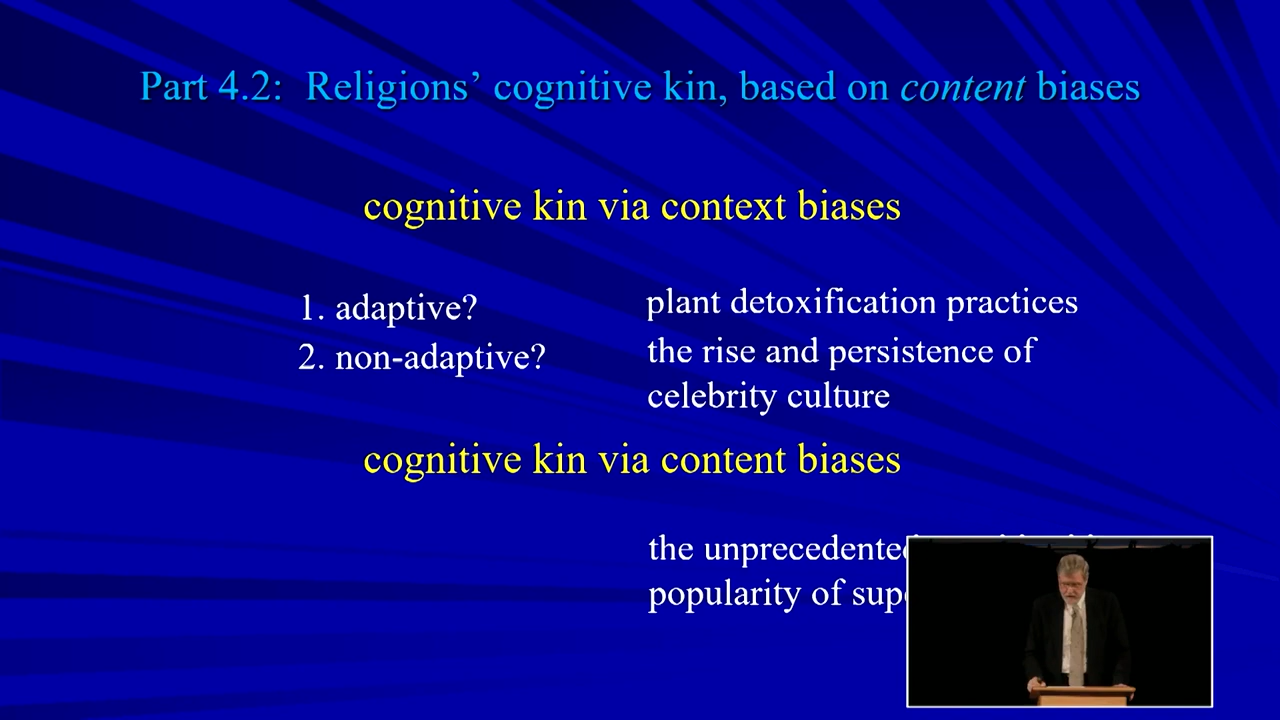 Part 4.2: Religions' cognitive kin, based on content biases
cognitive kin via context biases
1. adaptive?
plant detoxification practices
2. non-adaptive?
the rise and persistence of
celebrity culture
cognitive kin via content biases
the unprecedented
popularity of